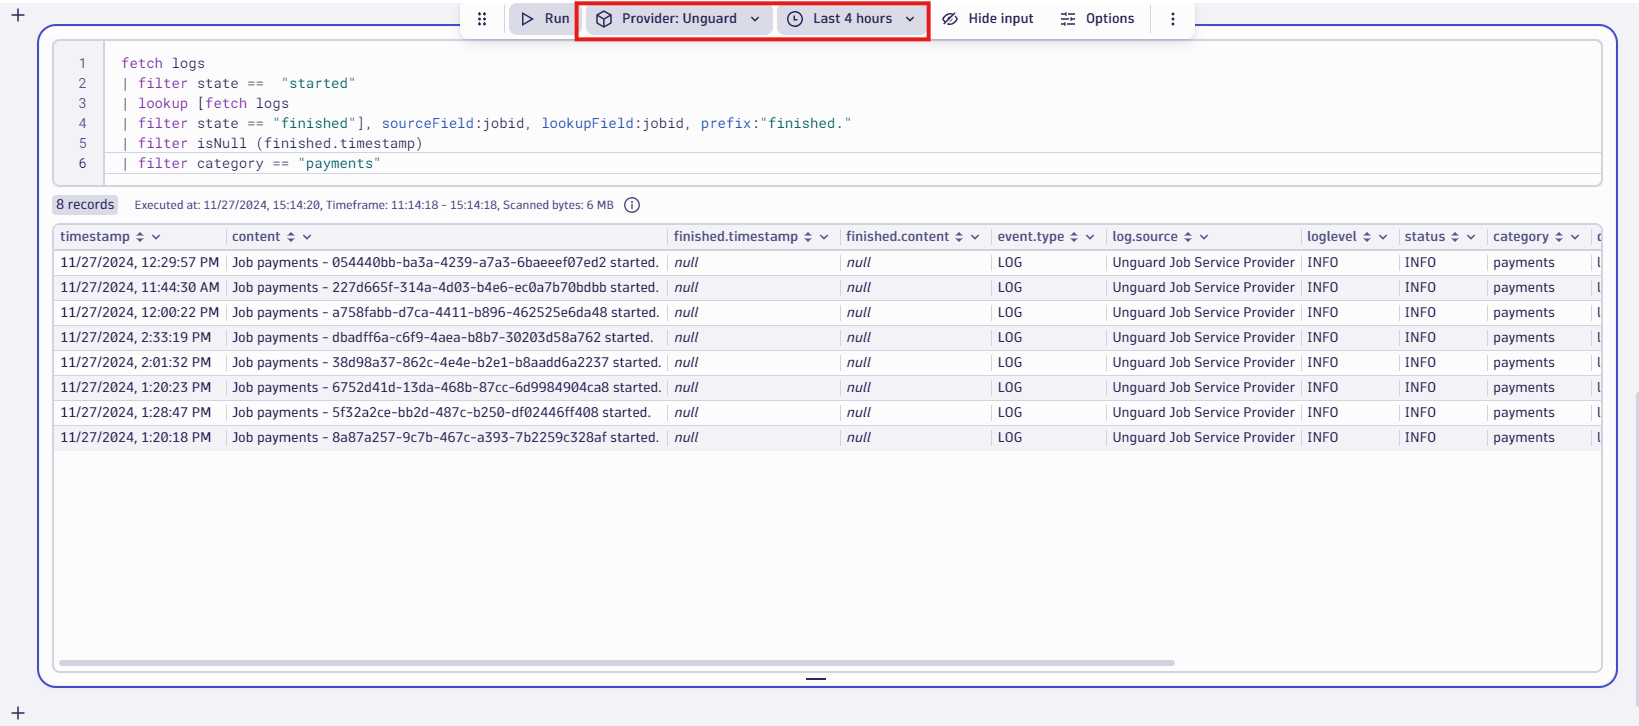 Run Provider: Unguard Last 4 hours Hide input Options
1 fetch logs
2 | filter state ==  "started"
3 | lookup [fetch logs
4 | filter state == "finished"], sourceField:jobid, lookupField:jobid, prefix:"finished."
5 | filter isNull (finished.timestamp)
6 | filter category == "payments"
8 records Executed at: 11/27/2024, 15:14:20, Timeframe: 11:14:18 - 15:14:18, Scanned bytes: 6 MB
timestamp content finished.timestamp finished.content event.type log.source loglevel status category
11/27/2024, 12:29:57 PM Job payments - 054440bb-ba3a-4239-a7a3-6baeeef07ed2 started. null null LOG Unguard Job Service Provider INFO INFO payments
11/27/2024, 11:44:30 AM Job payments - 227d665f-314a-4d03-b4e6-ec0a7b70bdbb started. null null LOG Unguard Job Service Provider INFO INFO payments
11/27/2024, 12:00:22 PM Job payments - a758fabb-d7ca-4411-b896-462525e6da48 started. null null LOG Unguard Job Service Provider INFO INFO payments
11/27/2024, 2:33:19 PM Job payments - dbadff6a-c6f9-4aea-b8b7-30203d58a762 started. null null LOG Unguard Job Service Provider INFO INFO payments
11/27/2024, 2:01:32 PM Job payments - 38d98a37-862c-4e4e-b2e1-b8aadd6a2237 started. null null LOG Unguard Job Service Provider INFO INFO payments
11/27/2024, 1:20:23 PM Job payments - 6752d41d-13da-468b-87cc-6d9984904ca8 started. null null LOG Unguard Job Service Provider INFO INFO payments
11/27/2024, 1:28:47 PM Job payments - 5f32a2ce-bb2d-487c-b250-df02446ff408 started. null null LOG Unguard Job Service Provider INFO INFO payments
11/27/2024, 1:20:18 PM Job payments - 8a87a257-9c7b-467c-a393-7b2259c328af started. null null LOG Unguard Job Service Provider INFO INFO payments